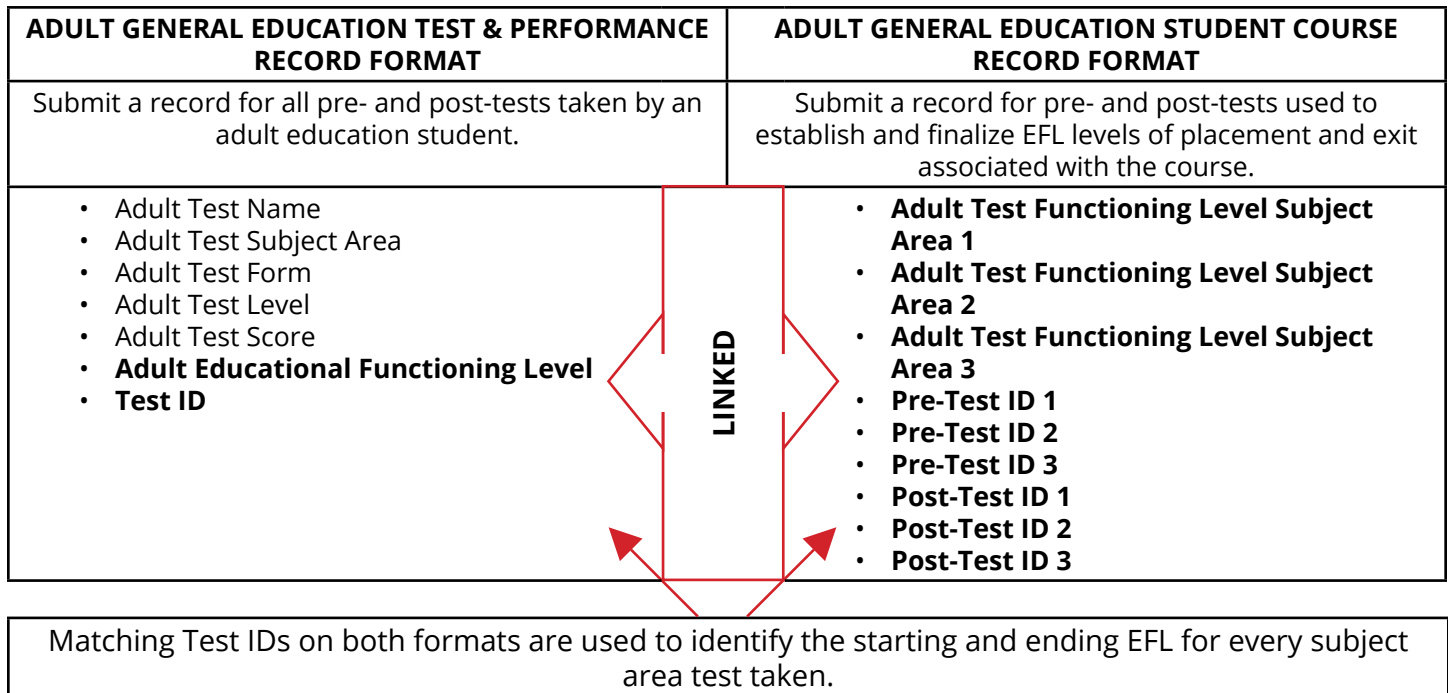 ADULT GENERAL EDUCATION TEST & PERFORMANCE
RECORD FORMAT
ADULT GENERAL EDUCATION STUDENT COURSE
RECORD FORMAT
Submit a record for all pre- and post-tests taken by an
adult education student.
Submit a record for pre- and post-tests used to
establish and finalize EFL levels of placement and exit
associated with the course.
• Adult Test Name
• Adult Test Subject Area
• Adult Test Form
• Adult Test Level
• Adult Test Score
• Adult Educational Functioning Level
• Test ID
LINKED
• Adult Test Functioning Level Subject
Area 1
• Adult Test Functioning Level Subject
Area 2
• Adult Test Functioning Level Subject
Area 3
• Pre-Test ID 1
• Pre-Test ID 2
• Pre-Test ID 3
• Post-Test ID 1
• Post-Test ID 2
• Post-Test ID 3
Matching Test IDs on both formats are used to identify the starting and ending EFL for every subject
area test taken.